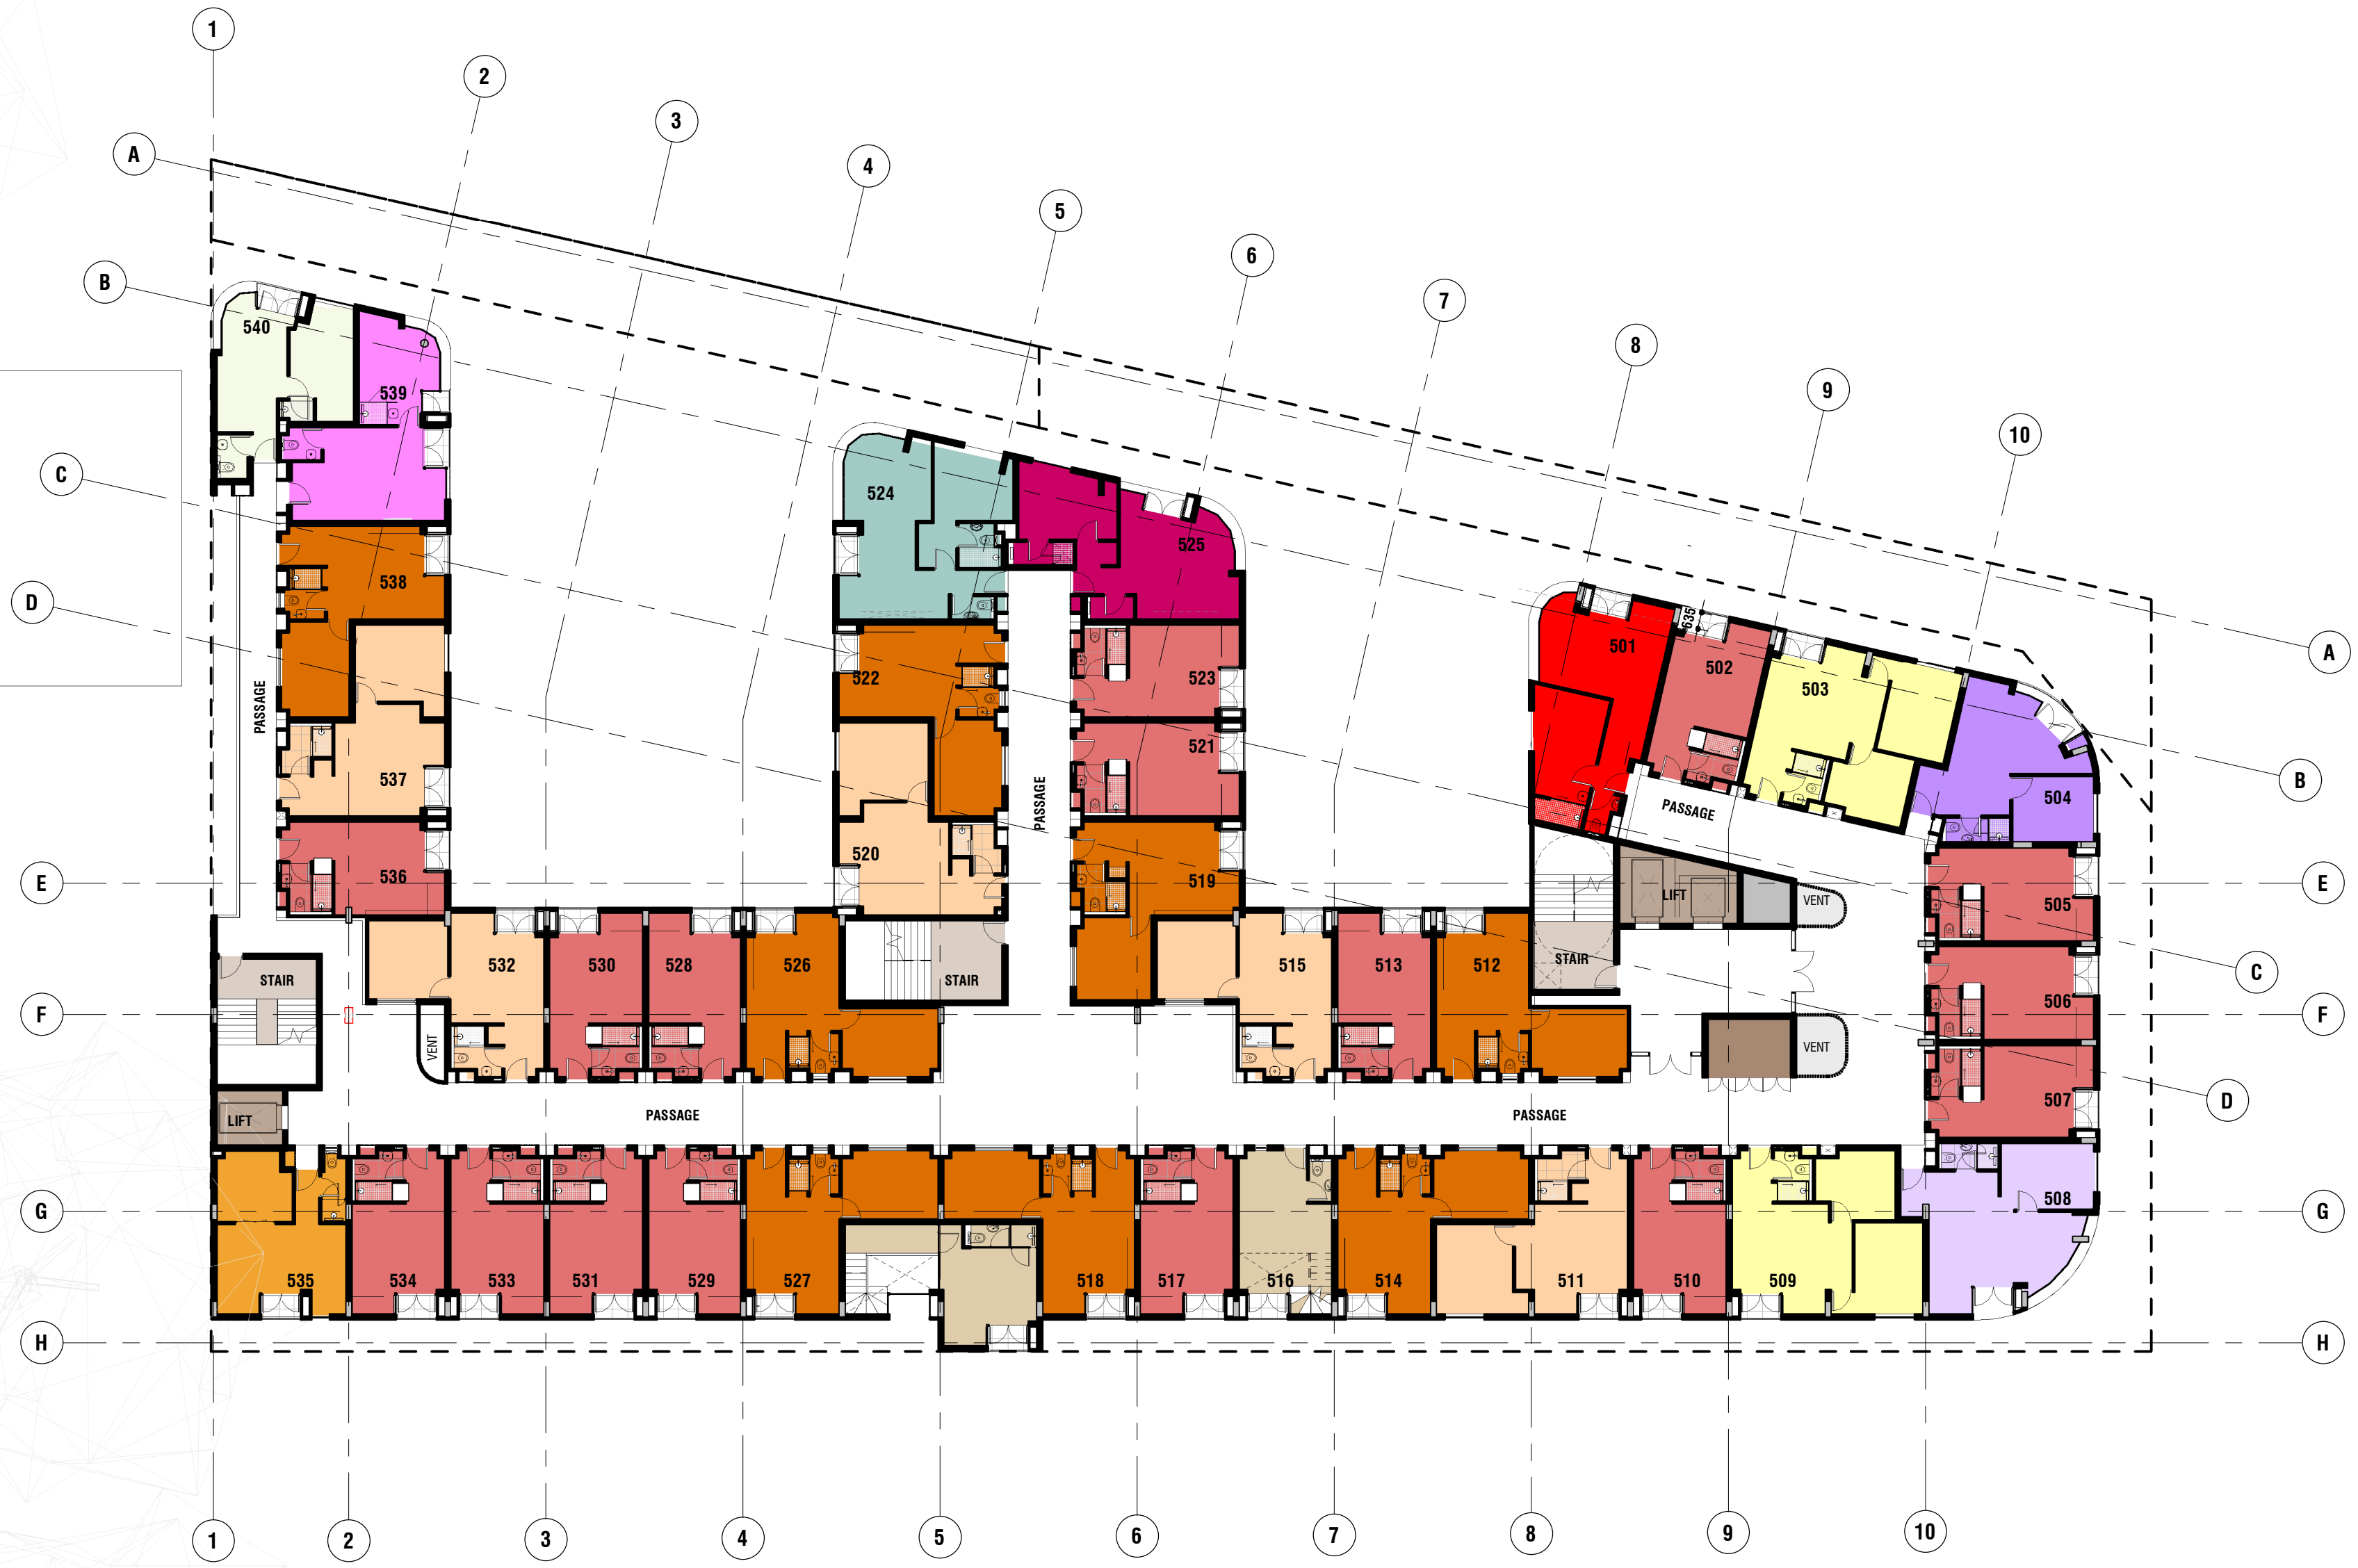 1
2
3
4
5
6
7
8
9
10
A
B
C
D
E
F
G
H
A
B
E
C
F
D
G
H
540
539
538
PASSAGE
537
536
524
525
522
523
521
PASSAGE
520
519
501
635
502
503
504
PASSAGE
LIFT
VENT
505
STAIR
532
530
528
526
STAIR
515
513
512
STAIR
506
VENT
VENT
507
LIFT
PASSAGE
PASSAGE
508
535
534
533
531
529
527
518
517
516
514
511
510
509
1
2
3
4
5
6
7
8
9
10